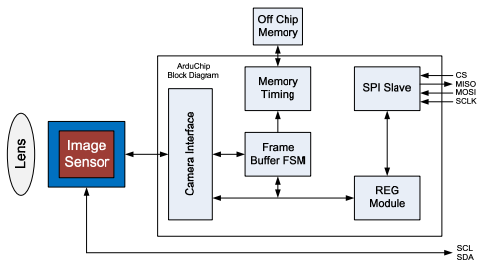 Off Chip
Memory
ArduChip
Block Diagram
Memory
Timing
SPI Slave
CS
MISO
MOSI
SCLK
Lens
Image
Sensor
Camera Interface
Frame
Buffer FSM
REG
Module
SCL
SDA